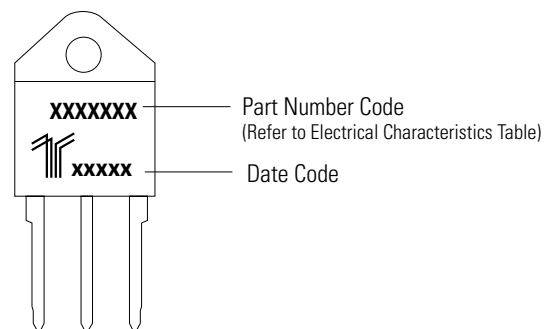 XXXXXXX
Part Number Code
(Refer to Electrical Characteristics Table)
XXXXX
Date Code